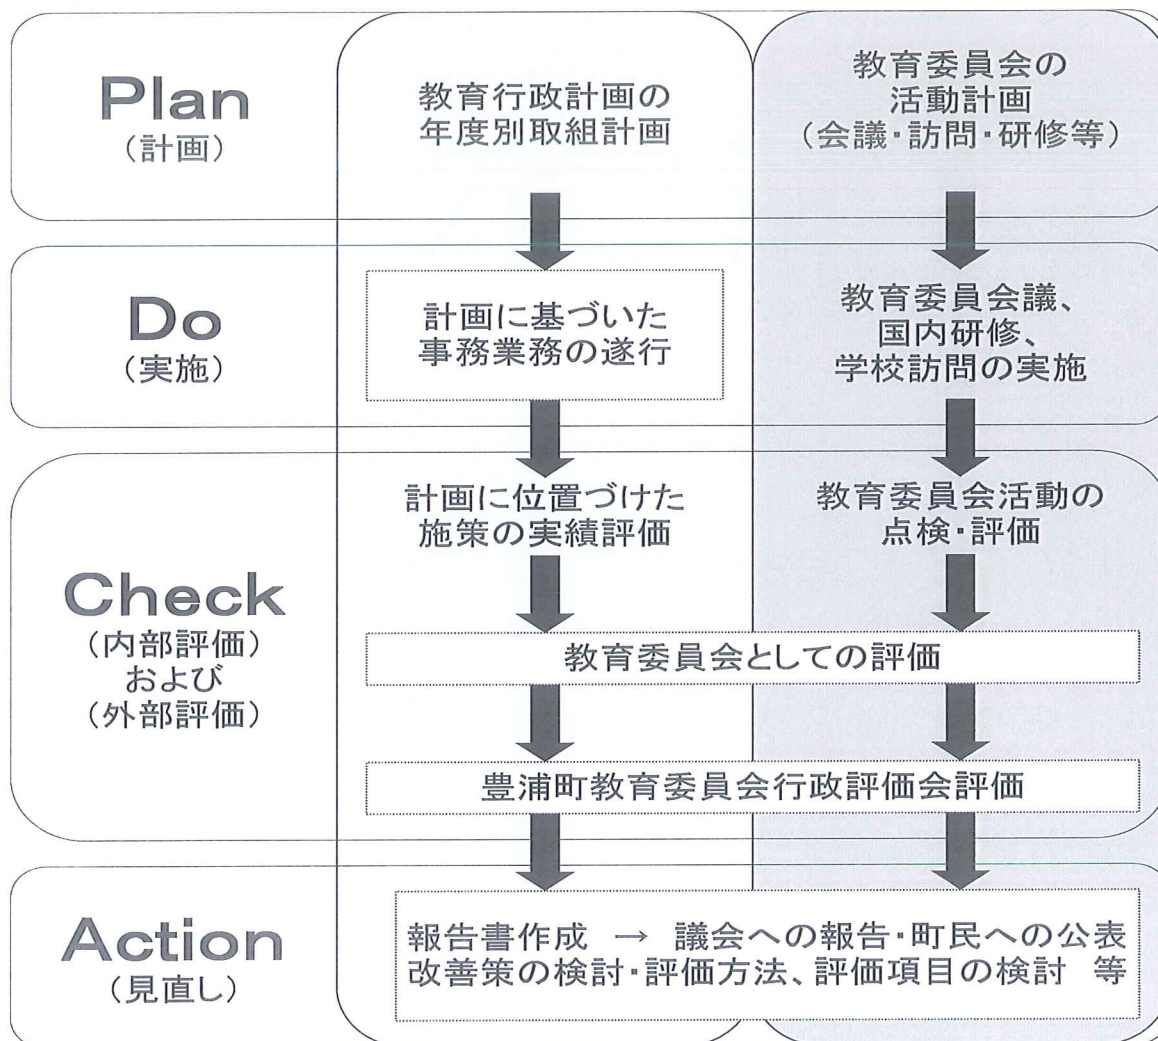 Plan
（計画）
教育行政計画の
年度別取組計画
教育委員会の
活動計画
（会議・訪問・研修等）
Do
（実施）
計画に基づいた
事務業務の遂行
教育委員会議、
国内研修、
学校訪問の実施
Check
（内部評価）
および
（外部評価）
計画に位置づけた
施策の実績評価
教育委員会活動の
点検・評価
教育委員会としての評価
豊浦町教育委員会行政評価会評価
Action
（見直し）
報告書作成 → 議会への報告・町民への公表
改善策の検討・評価方法、評価項目の検討 等